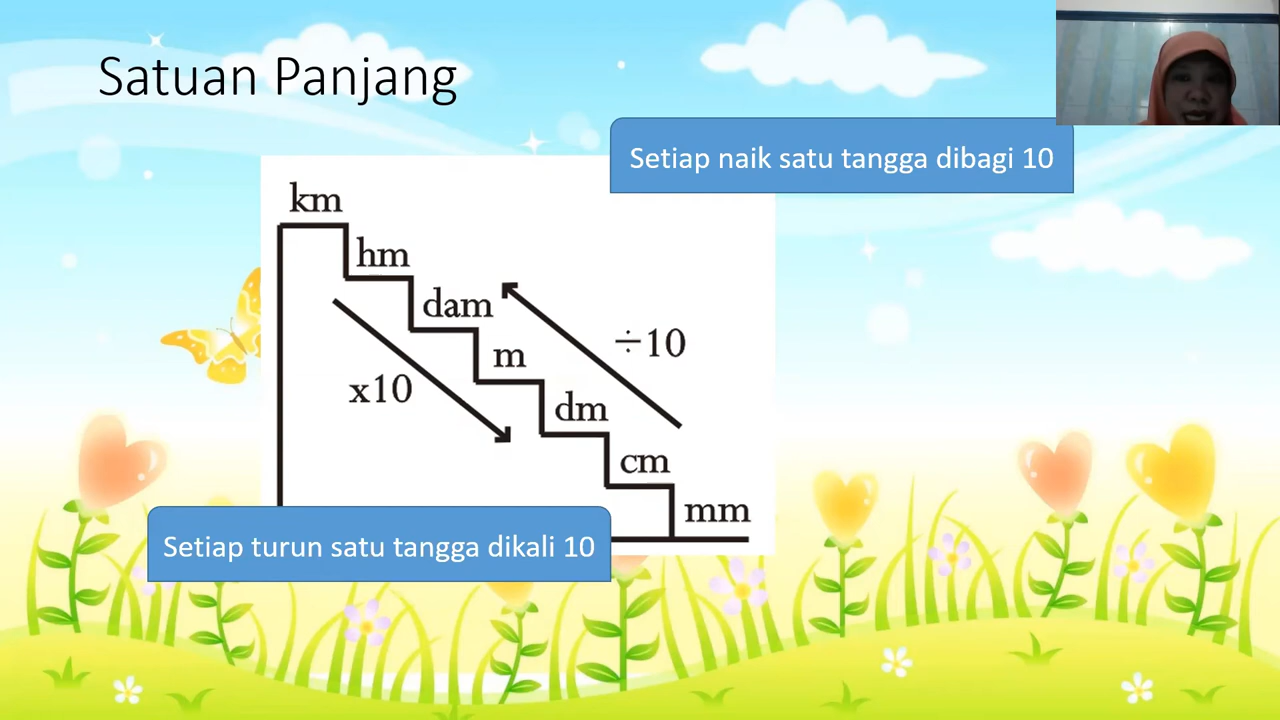 Satuan Panjang
Setiap naik satu tangga dibagi 10
km
hm
dam
m
÷10
x10
dm
cm
mm
Setiap turun satu tangga dikali 10